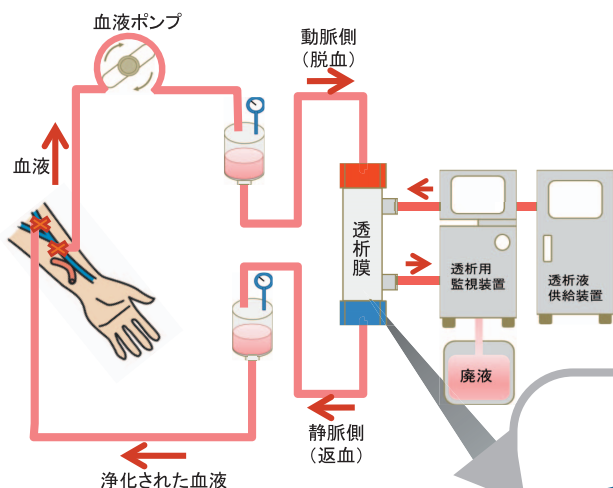 血液ポンプ
動脈側
(脱血)
血液
透析膜
透析用
監視装置
透析液
供給装置
廃液
静脈側
(返血)
浄化された血液